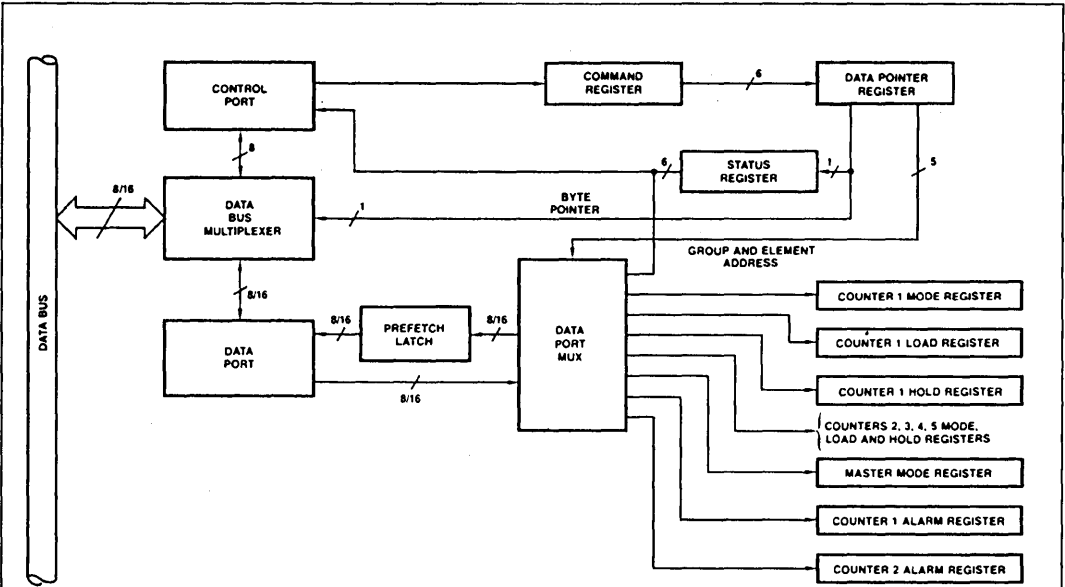 CONTROL
PORT
COMMAND
REGISTER
6
DATA POINTER
REGISTER
8
6
STATUS
REGISTER
1
5
8/16
DATA
BUS
MULTIPLEXER
BYTE
POINTER
1
GROUP AND ELEMENT
ADDRESS
8/16
DATA BUS
DATA
PORT
8/16
PREFETCH
LATCH
8/16
8/16
DATA
PORT
MUX
COUNTER 1 MODE REGISTER
COUNTER 1 LOAD REGISTER
COUNTER 1 HOLD REGISTER
COUNTERS 2, 3, 4, 5 MODE,
LOAD AND HOLD REGISTERS
MASTER MODE REGISTER
COUNTER 1 ALARM REGISTER
COUNTER 2 ALARM REGISTER